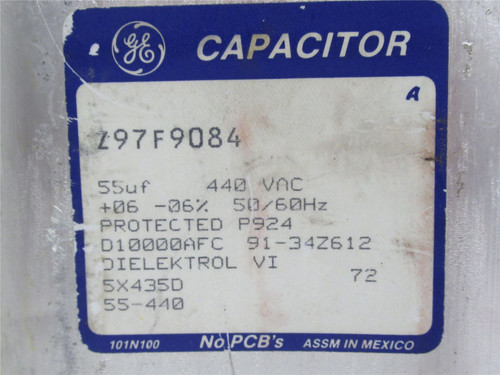 GE CAPACITOR
A
Z97F9084
55uf 440 VAC
+06 -06% 50/60Hz
PROTECTED P924
D10000AFC 91-34Z612
DIELEKTROL VI
72
5X435D
55-440
101N100 No PCB's ASSM IN MEXICO